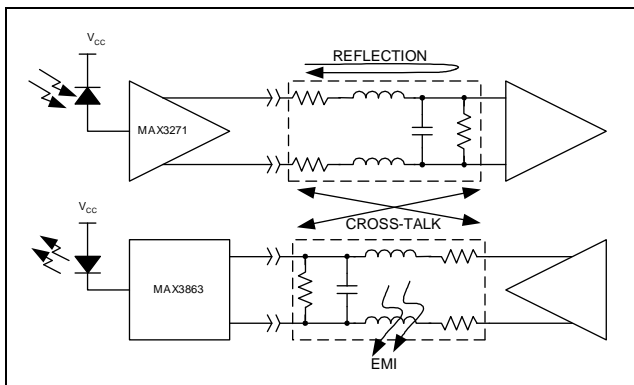 VCC
REFLECTION
MAX3271
CROSS-TALK
VCC
MAX3863
EMI